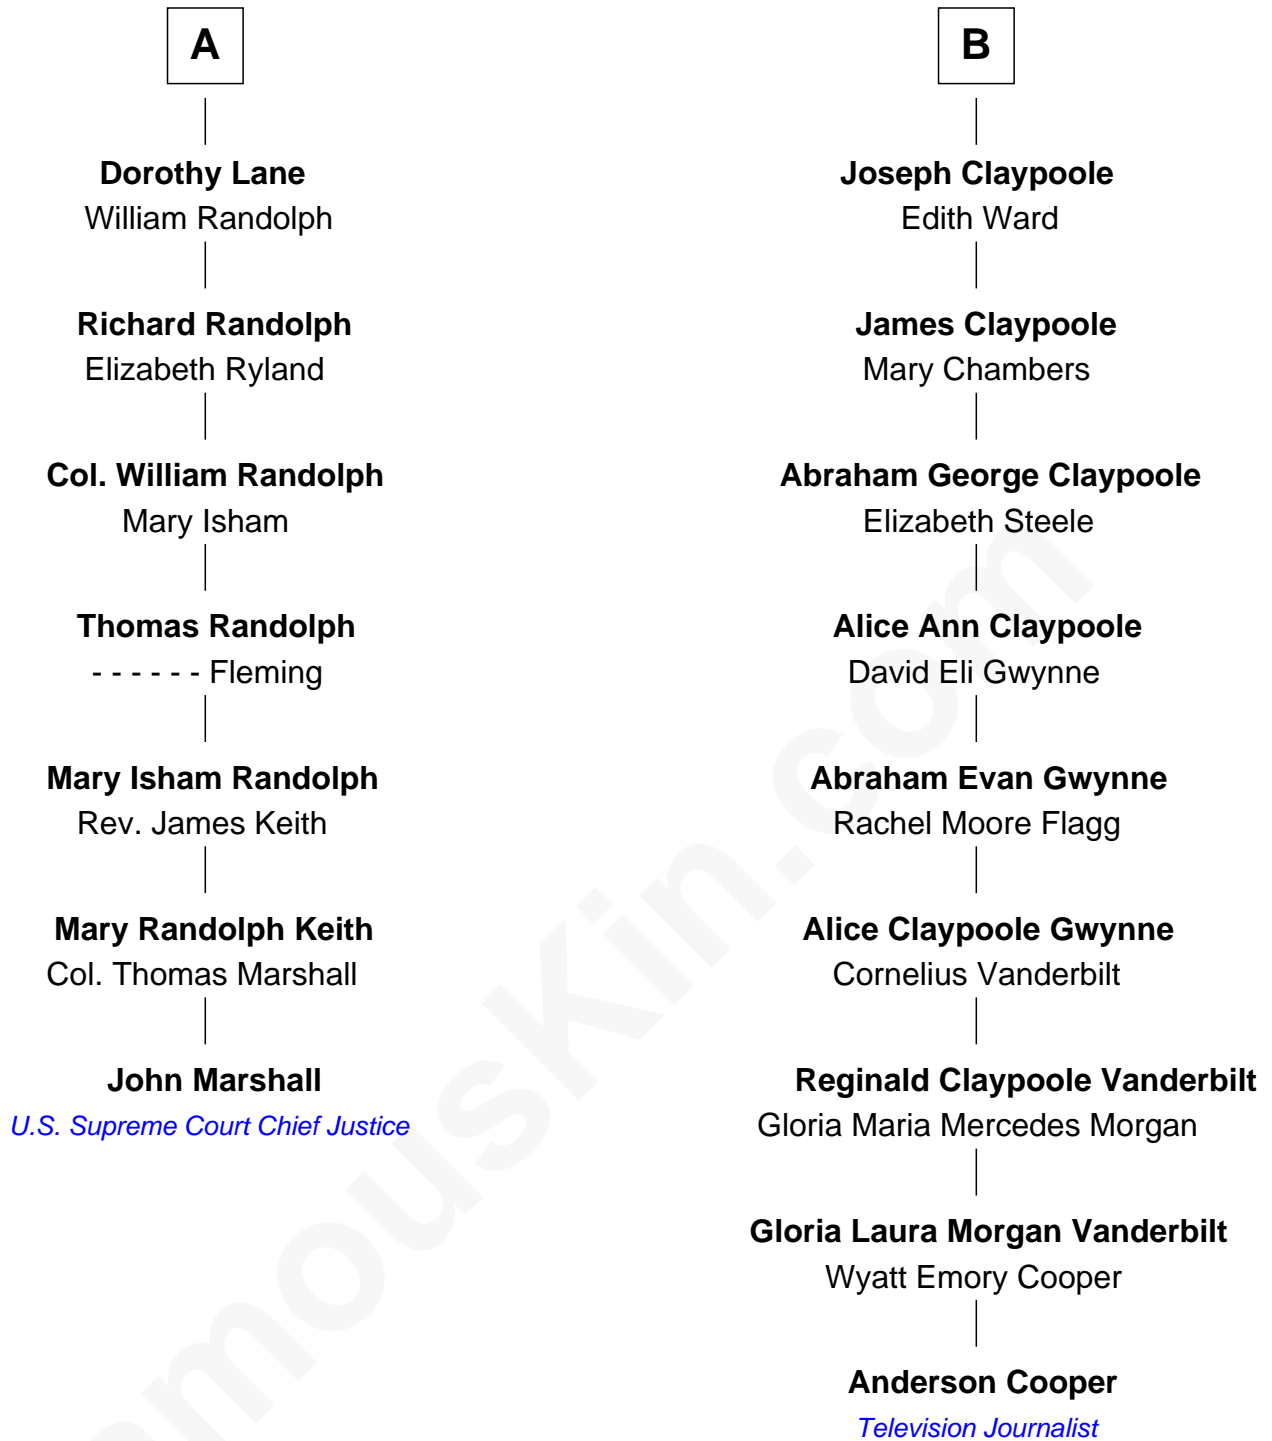 A
Dorothy Lane
William Randolph
Richard Randolph
Elizabeth Ryland
Col. William Randolph
Mary Isham
Thomas Randolph
- - - - - - Fleming
Mary Isham Randolph
Rev. James Keith
Mary Randolph Keith
Col. Thomas Marshall
John Marshall
U.S. Supreme Court Chief Justice
B
Joseph Claypoole
Edith Ward
James Claypoole
Mary Chambers
Abraham George Claypoole
Elizabeth Steele
Alice Ann Claypoole
David Eli Gwynne
Abraham Evan Gwynne
Rachel Moore Flagg
Alice Claypoole Gwynne
Cornelius Vanderbilt
Reginald Claypoole Vanderbilt
Gloria Maria Mercedes Morgan
Gloria Laura Morgan Vanderbilt
Wyatt Emory Cooper
Anderson Cooper
Television Journalist
amouskin.com